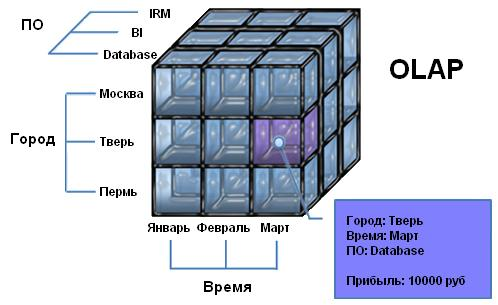 ПО
IRM
BI
Database
OLAP
Город
Москва
Тверь
Пермь
Январь Февраль Март
Время
Город: Тверь
Время: Март
ПО: Database
Прибыль: 10000 руб